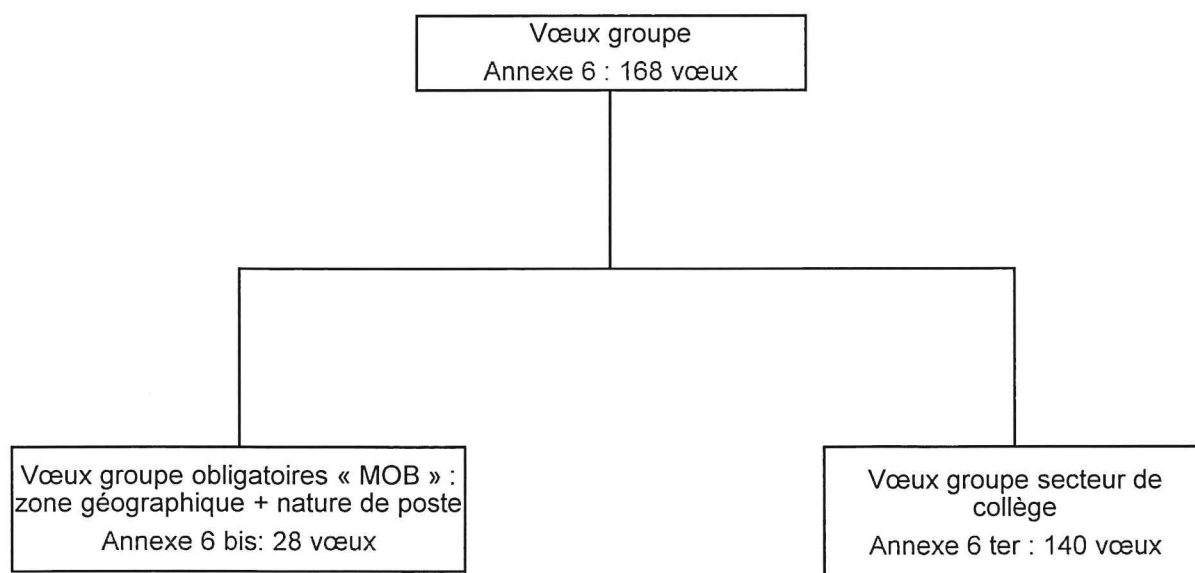 Vœux groupe
Annexe 6 : 168 vœux
Vœux groupe obligatoires « MOB » :
zone géographique + nature de poste
Annexe 6 bis: 28 vœux
Vœux groupe secteur de
collège
Annexe 6 ter : 140 vœux